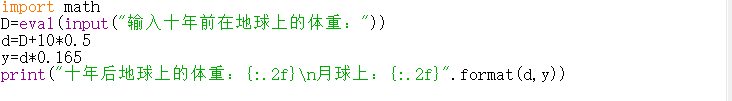 import math
D=eval(input("输入十年前在地球上的体重："))
d=D+10*0.5
y=d*0.165
print("十年后地球上的体重：{:.2f}\n月球上：{:.2f}".format(d,y))